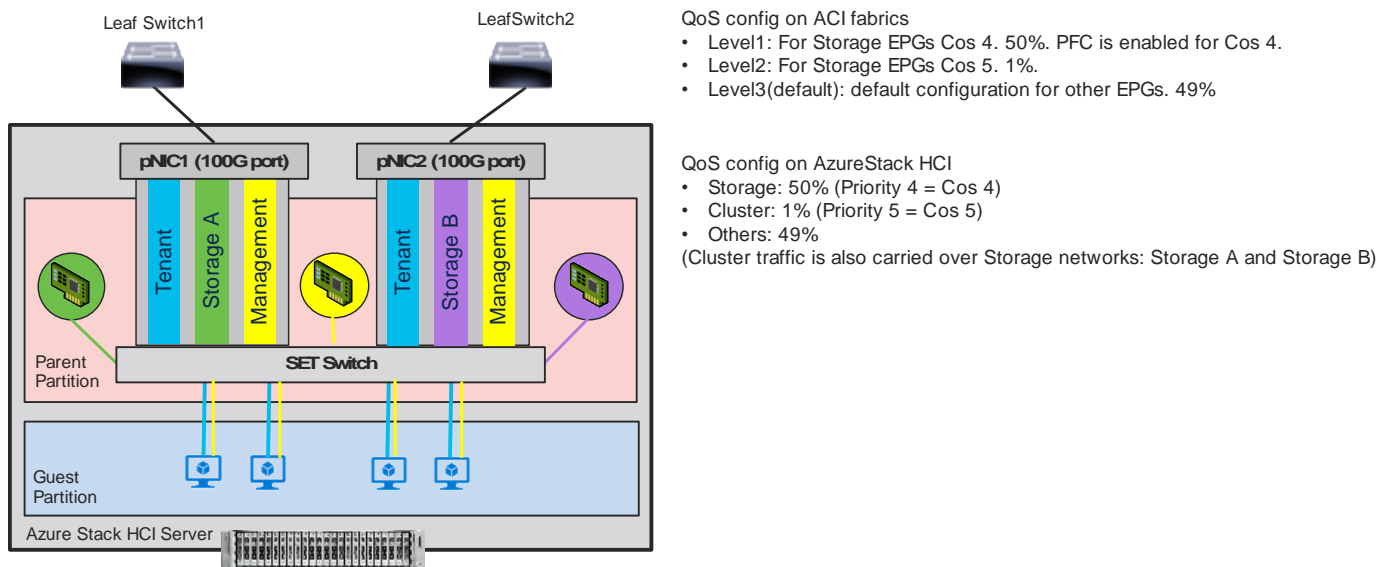 Leaf Switch1
LeafSwitch2
pNIC1 (100G port)
pNIC2 (100G port)
Tenant
Storage A
Management
Tenant
Storage B
Management
SET Switch
Parent
Partition
Guest
Partition
Azure Stack HCI Server
QoS config on ACI fabrics
• Level1: For Storage EPGs Cos 4. 50%. PFC is enabled for Cos 4.
• Level2: For Storage EPGs Cos 5. 1%.
• Level3(default): default configuration for other EPGs. 49%
QoS config on AzureStack HCI
• Storage: 50% (Priority 4 = Cos 4)
• Cluster: 1% (Priority 5 = Cos 5)
• Others: 49%
(Cluster traffic is also carried over Storage networks: Storage A and Storage B)